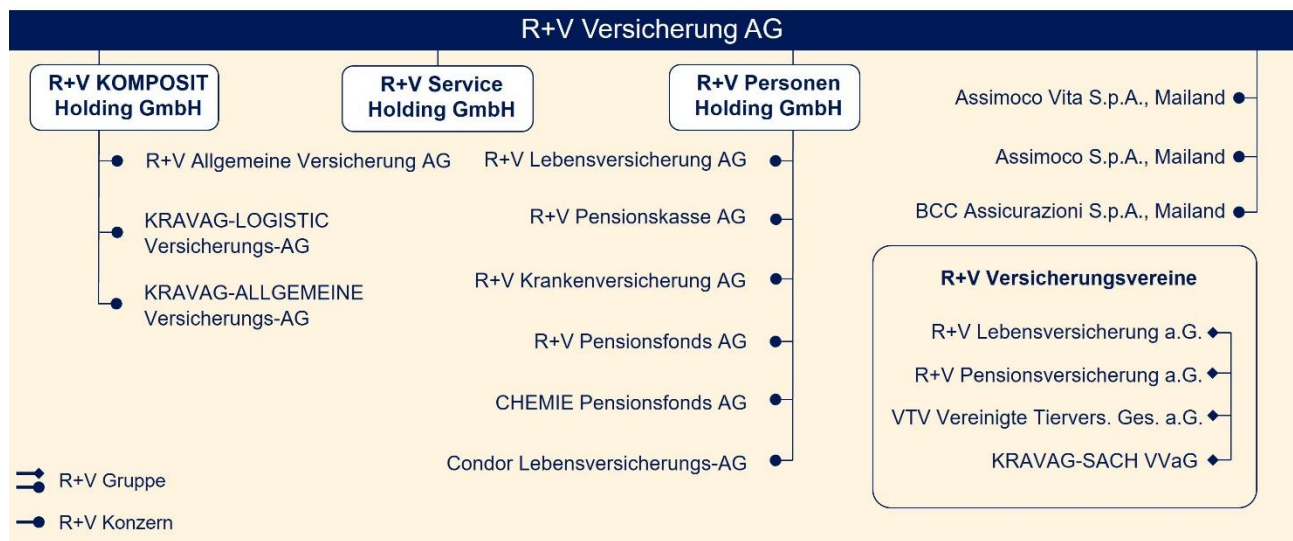 R+V Versicherung AG
R+V KOMPOSIT
Holding GmbH
R+V Allgemeine Versicherung AG
KRAVAG-LOGISTIC
Versicherungs-AG
KRAVAG-ALLGEMEINE
Versicherungs-AG
R+V Service
Holding GmbH
R+V Personen
Holding GmbH
R+V Lebensversicherung AG
R+V Pensionskasse AG
R+V Krankenversicherung AG
R+V Pensionsfonds AG
CHEMIE Pensionsfonds AG
Condor Lebensversicherungs-AG
Assimoco Vita S.p.A., Mailand
Assimoco S.p.A., Mailand
BCC Assicurazioni S.p.A., Mailand
R+V Versicherungsvereine
R+V Lebensversicherung a.G.
R+V Pensionsversicherung a.G.
VTV Vereinigte Tiervers. Ges. a.G.
KRAVAG-SACH VVaG
R+V Gruppe
R+V Konzern